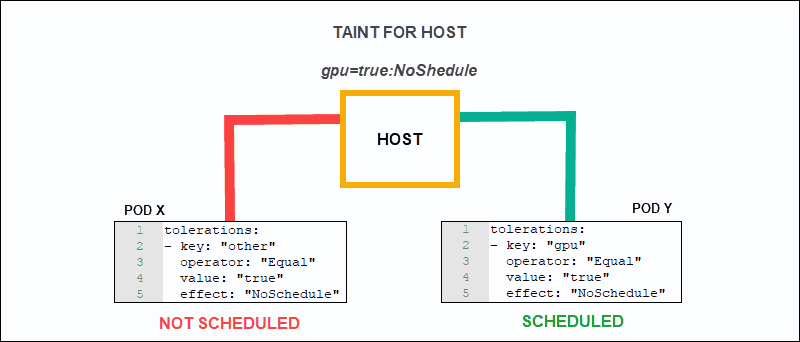 TAINT FOR HOST
gpu=true:NoShedule
HOST
POD X
1 tolerations:
2 - key: "other"
3   operator: "Equal"
4   value: "true"
5   effect: "NoSchedule"
NOT SCHEDULED
POD Y
1 tolerations:
2 - key: "gpu"
3   operator: "Equal"
4   value: "true"
5   effect: "NoSchedule"
SCHEDULED